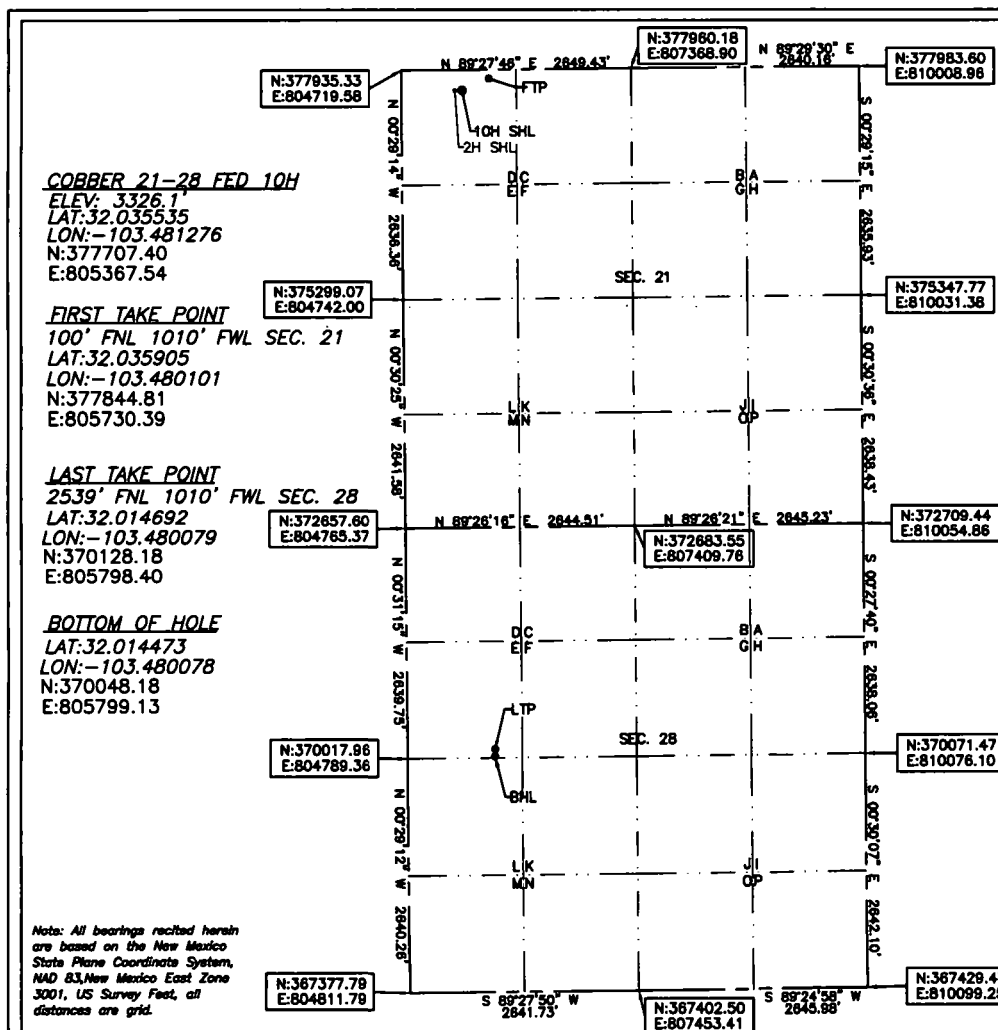 N:377960.18
E:807368.90
N 89°27'46" E 2649.43'
N 89°29'30" E
2640.16'
N:377935.33
E:804719.58
N:377983.60
E:810008.98
FTP
10H SHL
2H SHL
N 00°29'14" W 2636.36'
S 00°29'15" E 2635.93'
COBBER 21-28 FED 10H
ELEV: 3326.1'
LAT:32.035535
LON:-103.481276
N:377707.40
E:805367.54
D C
E F
B A
G H
SEC. 21
N:375299.07
E:804742.00
N:375347.77
E:810031.38
FIRST TAKE POINT
100' FNL 1010' FWL SEC. 21
LAT:32.035905
LON:-103.480101
N:377844.81
E:805730.39
N 00°30'25" W 2641.58'
S 00°30'36" E 2638.43'
L K
M N
J I
O P
LAST TAKE POINT
2539' FNL 1010' FWL SEC. 28
LAT:32.014692
LON:-103.480079
N:370128.18
E:805798.40
N:372657.60
E:804765.37
N 89°26'16" E 2644.51'
N 89°26'21" E 2645.23'
N:372683.55
E:807409.76
N:372709.44
E:810054.86
BOTTOM OF HOLE
LAT:32.014473
LON:-103.480078
N:370048.18
E:805799.13
N 00°31'15" W 2639.75'
S 00°27'40" E 2638.06'
D C
E F
B A
G H
LTP
SEC. 28
BHL
N:370017.96
E:804789.36
N:370071.47
E:810076.10
N 00°29'12" W 2640.26'
S 00°30'07" E 2642.10'
L K
M N
J I
O P
Note: All bearings recited herein
are based on the New Mexico
State Plane Coordinate System,
NAD 83,New Mexico East Zone
3001, US Survey Feet, all
distances are grid.
N:367377.79
E:804811.79
S 89°27'50" W
2641.73'
N:367402.50
E:807453.41
S 89°24'58" W
2645.98'
N:367429.4
E:810099.25